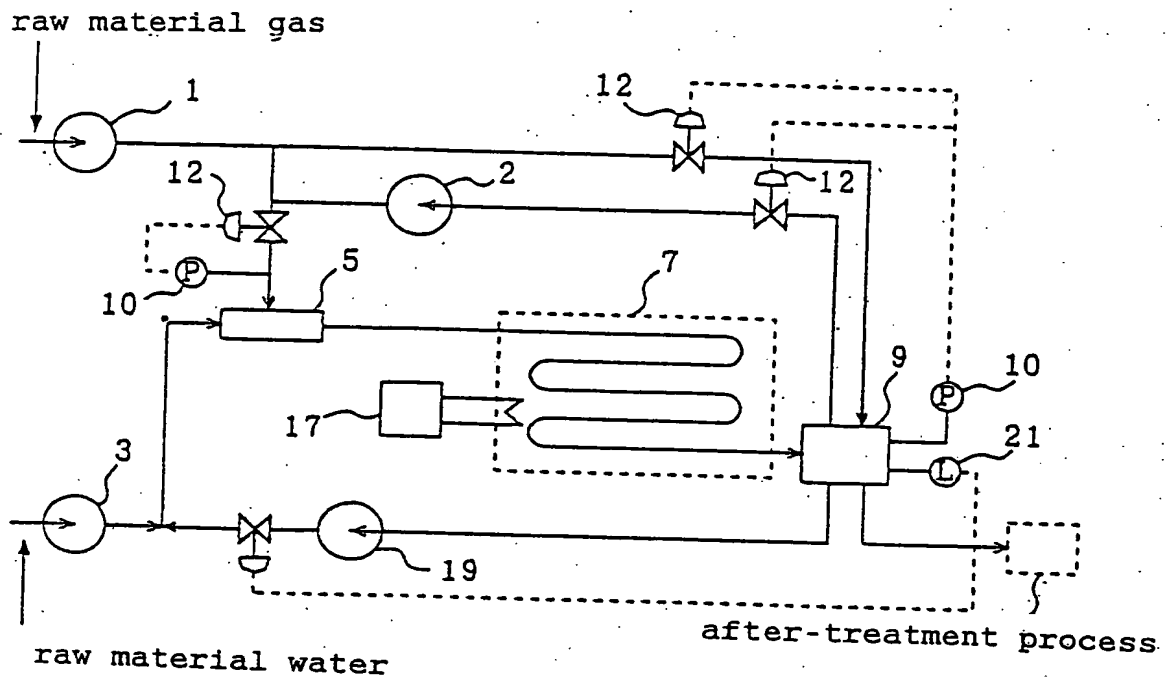 raw material gas
1
12
12
2
12
P
10
5
7
9
P
10
17
21
L
3
19
after-treatment process
raw material water